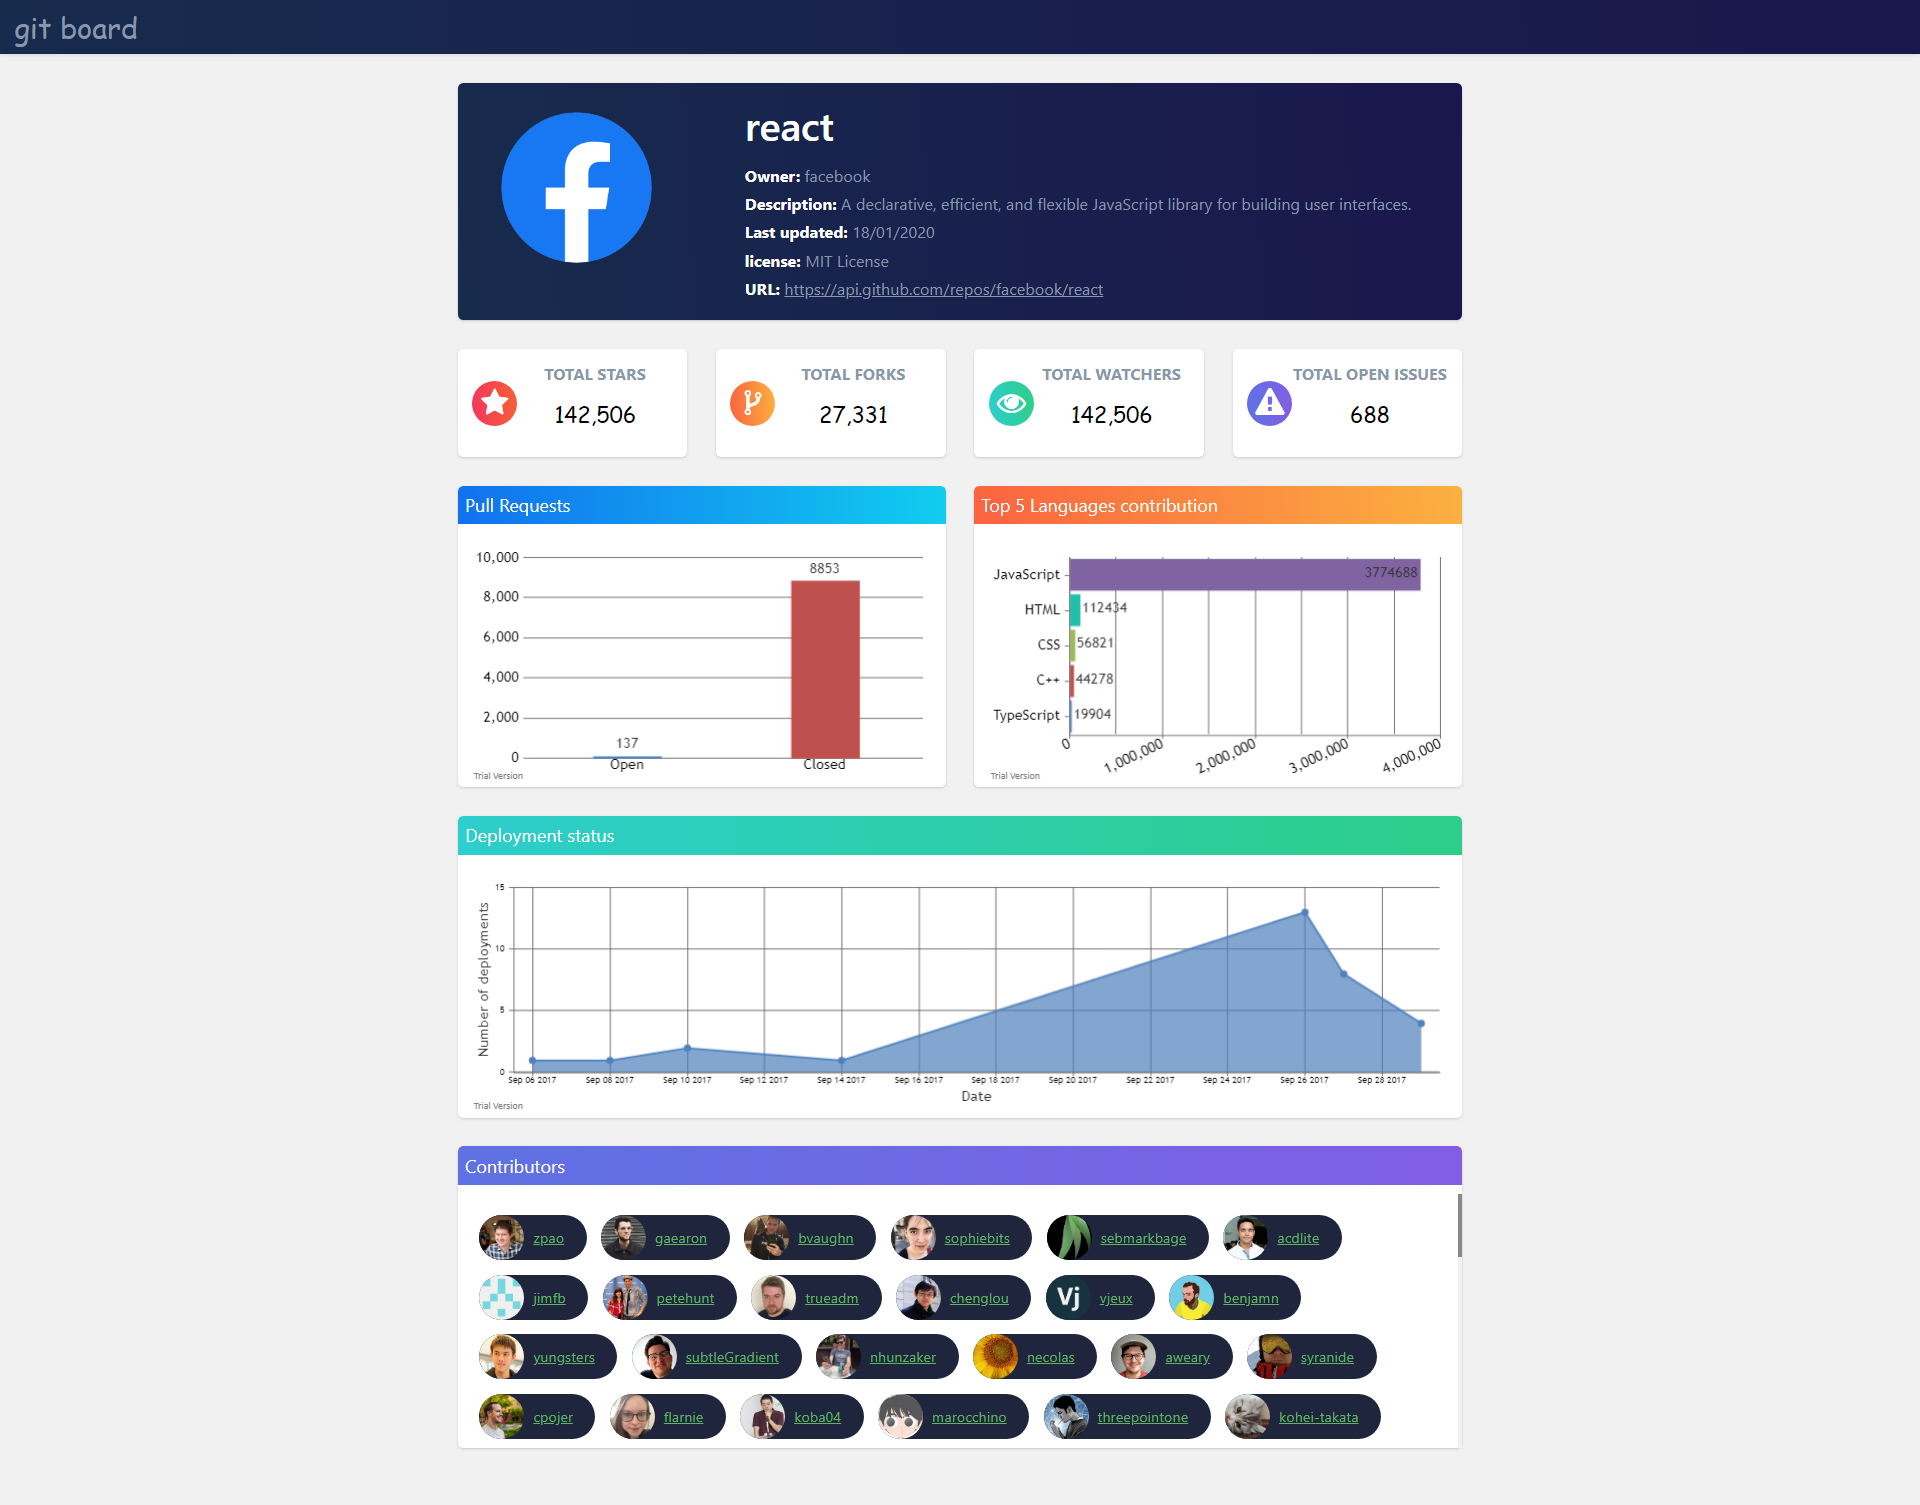 git board
react
Owner: facebook
Description: A declarative, efficient, and flexible JavaScript library for building user interfaces.
Last updated: 18/01/2020
license: MIT License
URL: https://api.github.com/repos/facebook/react
TOTAL STARS
142,506
TOTAL FORKS
27,331
TOTAL WATCHERS
142,506
TOTAL OPEN ISSUES
688
Pull Requests
10,000
8,000
6,000
4,000
2,000
0
8853
137
Open Closed
Trial Version
Top 5 Languages contribution
JavaScript 3774688
HTML 112434
CSS 56821
C++ 44278
TypeScript 19904
0 1,000,000 2,000,000 3,000,000 4,000,000
Trial Version
Deployment status
Number of deployments
15
10
5
0
Sep 06 2017 Sep 08 2017 Sep 10 2017 Sep 12 2017 Sep 14 2017 Sep 16 2017 Sep 18 2017 Sep 20 2017 Sep 22 2017 Sep 24 2017 Sep 26 2017 Sep 28 2017
Date
Trial Version
Contributors
zpao gaearon bvaughn sophiebits sebmarkbage acdlite
jimfb petehunt trueadm chenglou Vj vjeux benjamn
yungsters subtleGradient nhunzaker necolas aweary syranide
cpojer flarnie koba04 marocchino threepointone kohei-takata